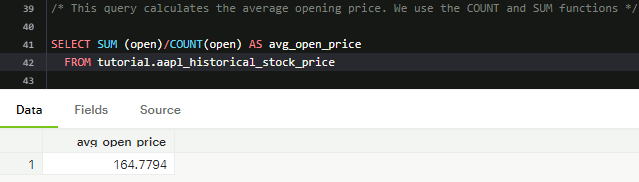 39 /* This query calculates the average opening price. We use the COUNT and SUM functions */
40
41 SELECT SUM (open)/COUNT(open) AS avg_open_price
42 FROM tutorial.aapl_historical_stock_price
43
Data Fields Source
avg open price
1 164.7794